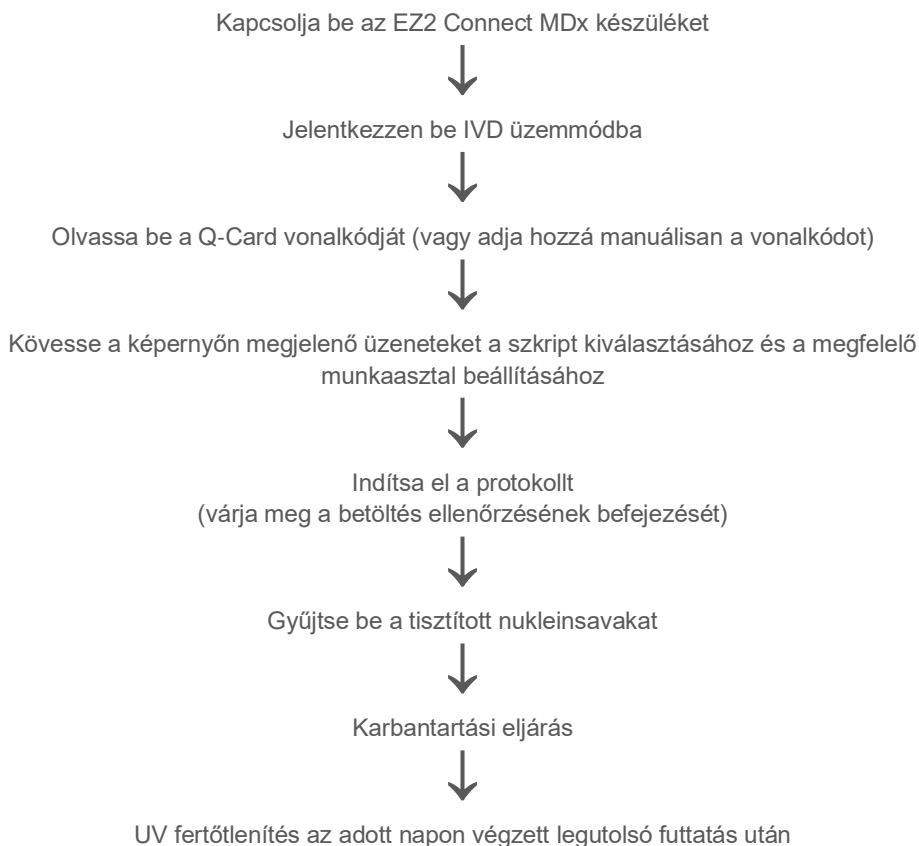 Kapcsolja be az EZ2 Connect MDx készüléket
Jelentkezzen be IVD üzemmódba
Olvassa be a Q-Card vonalkódját (vagy adja hozzá manuálisan a vonalkódot)
Kövesse a képernyőn megjelenő üzeneteket a szkript kiválasztásához és a megfelelő
munkaasztal beállításához
Indítsa el a protokollt
(várja meg a betöltés ellenőrzésének befejezését)
Gyűjtse be a tisztított nukleinsavakat
Karbantartási eljárás
UV fertőtlenítés az adott napon végzett legutolsó futtatás után